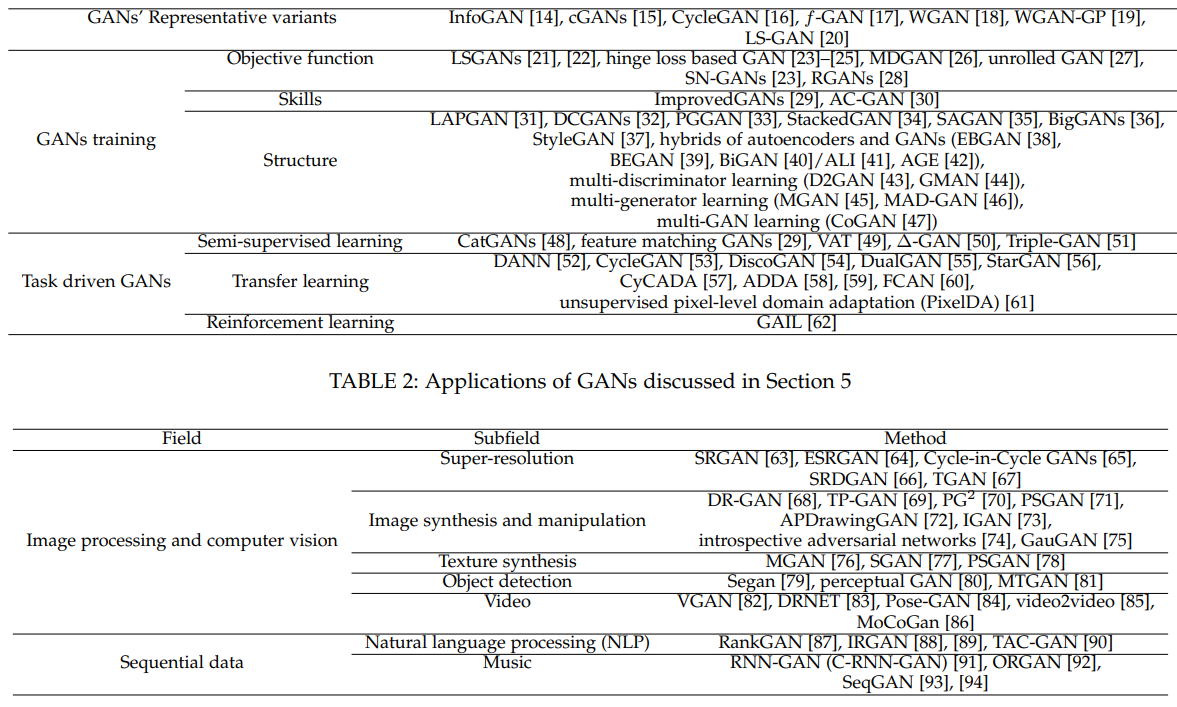 GANs' Representative variants InfoGAN [14], cGANs [15], CycleGAN [16], f-GAN [17], WGAN [18], WGAN-GP [19],
LS-GAN [20]
Objective function LSGANs [21], [22], hinge loss based GAN [23]–[25], MDGAN [26], unrolled GAN [27],
SN-GANs [23], RGANs [28]
Skills ImprovedGANs [29], AC-GAN [30]
GANs training
Structure
LAPGAN [31], DCGANs [32], PGGAN [33], StackedGAN [34], SAGAN [35], BigGANs [36],
StyleGAN [37], hybrids of autoencoders and GANs (EBGAN [38],
BEGAN [39], BiGAN [40]/ALI [41], AGE [42]),
multi-discriminator learning (D2GAN [43], GMAN [44]),
multi-generator learning (MGAN [45], MAD-GAN [46]),
multi-GAN learning (CoGAN [47])
Semi-supervised learning CatGANs [48], feature matching GANs [29], VAT [49], Δ-GAN [50], Triple-GAN [51]
Task driven GANs
Transfer learning
DANN [52], CycleGAN [53], DiscoGAN [54], DualGAN [55], StarGAN [56],
CyCADA [57], ADDA [58], [59], FCAN [60],
unsupervised pixel-level domain adaptation (PixelDA) [61]
Reinforcement learning GAIL [62]
TABLE 2: Applications of GANs discussed in Section 5
Field Subfield Method
Super-resolution SRGAN [63], ESRGAN [64], Cycle-in-Cycle GANs [65],
SRDGAN [66], TGAN [67]
Image processing and computer vision
Image synthesis and manipulation
DR-GAN [68], TP-GAN [69], PG² [70], PSGAN [71],
APDrawingGAN [72], IGAN [73],
introspective adversarial networks [74], GauGAN [75]
Texture synthesis MGAN [76], SGAN [77], PSGAN [78]
Object detection Segan [79], perceptual GAN [80], MTGAN [81]
Video VGAN [82], DRNET [83], Pose-GAN [84], video2video [85],
MoCoGan [86]
Sequential data
Natural language processing (NLP) RankGAN [87], IRGAN [88], [89], TAC-GAN [90]
Music RNN-GAN (C-RNN-GAN) [91], ORGAN [92],
SeqGAN [93], [94]